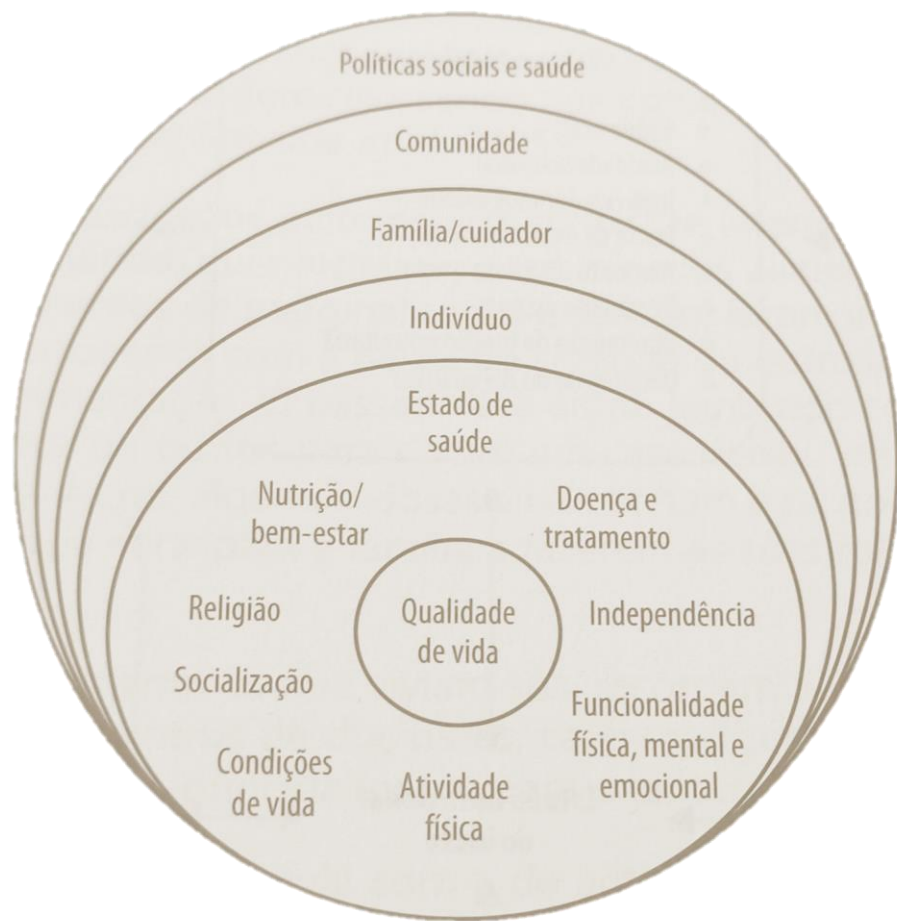 Políticas sociais e saúde
Comunidade
Família/cuidador
Indivíduo
Estado de
saúde
Nutrição/
bem-estar
Doença e
tratamento
Religião
Qualidade
de vida
Independência
Socialização
Funcionalidade
física, mental e
emocional
Condições
de vida
Atividade
física